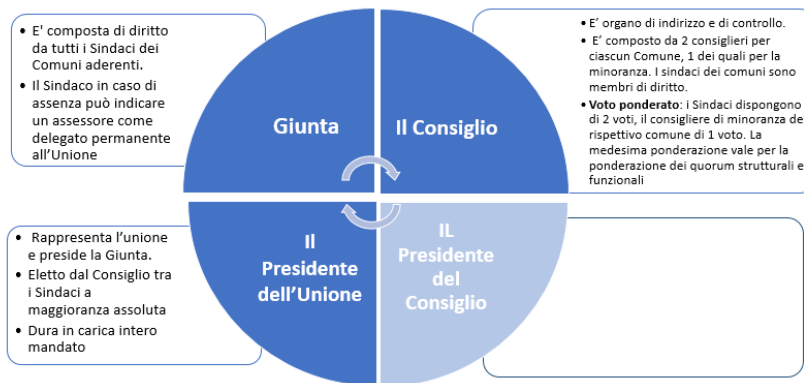 • E' composta di diritto
da tutti i Sindaci dei
Comuni aderenti.
• Il Sindaco in caso di
assenza può indicare
un assessore come
delegato permanente
all’Unione
Giunta
Il Consiglio
• E’ organo di indirizzo e di controllo.
• E’ composto da 2 consiglieri per
ciascun Comune, 1 dei quali per la
minoranza. I sindaci dei comuni sono
membri di diritto.
• Voto ponderato: i Sindaci dispongono
di 2 voti, il consigliere di minoranza de
rispettivo comune di 1 voto. La
medesima ponderazione vale per la
ponderazione dei quorum strutturali e
funzionali
• Rappresenta l’unione
e presiede la Giunta.
• Eletto dal Consiglio tra
i Sindaci a
maggioranza assoluta
• Dura in carica intero
mandato
Il
Presidente
dell’Unione
IL
Presidente
del
Consiglio